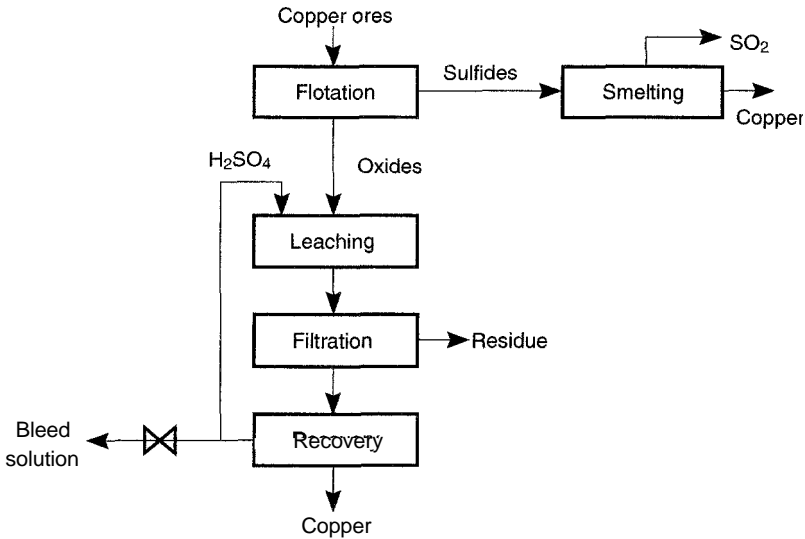 Copper ores
Flotation
Sulfides
Smelting
SO₂
Copper
H₂SO₄
Oxides
Leaching
Filtration
Residue
Recovery
Bleed
solution
Copper